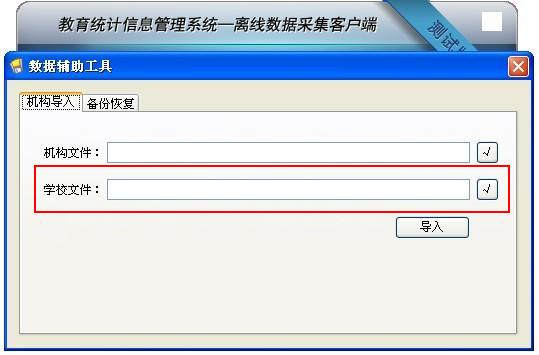 教育统计信息管理系统—离线数据采集客户端
测试
数据辅助工具
机构导入 备份恢复
机构文件：
学校文件：
导入